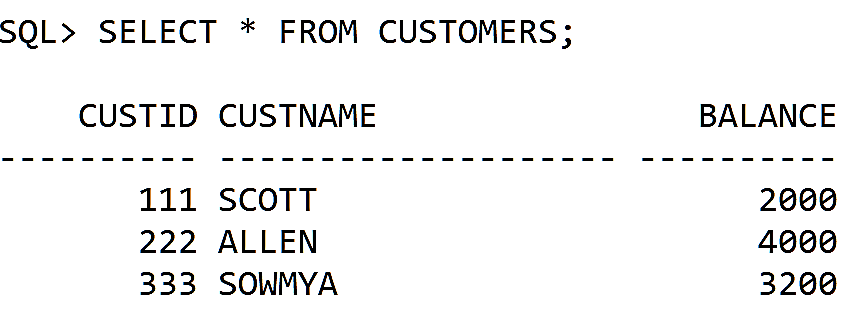 SQL> SELECT * FROM CUSTOMERS;
CUSTID CUSTNAME BALANCE
---------- -------------------- ----------
111 SCOTT 2000
222 ALLEN 4000
333 SOWMYA 3200